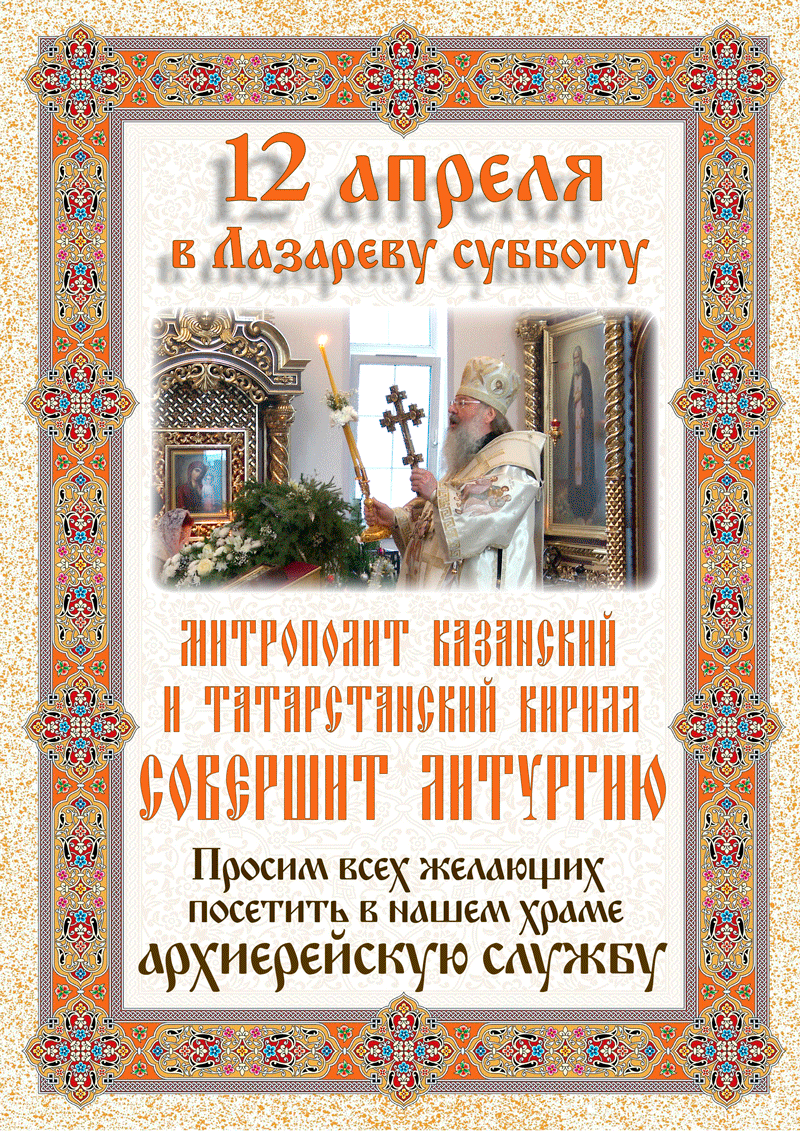 12 апреля
в Лазареву субботу
митрополит казанский
и татарстанский кирилл
совершит литургию
Просим всех желающих
посетить в нашем храме
архиерейскую службу